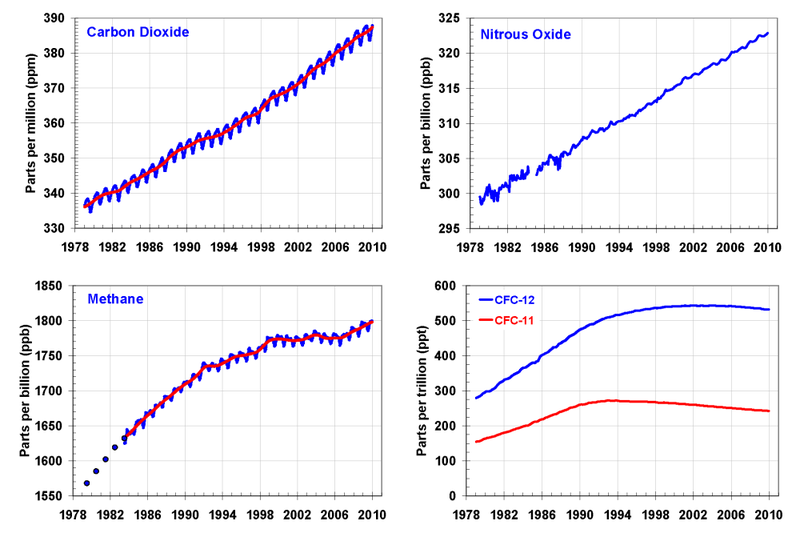 Carbon Dioxide
Parts per million (ppm)
390
380
370
360
350
340
330
1978 1982 1986 1990 1994 1998 2002 2006 2010
Nitrous Oxide
Parts per billion (ppb)
325
320
315
310
305
300
295
1978 1982 1986 1990 1994 1998 2002 2006 2010
Methane
Parts per billion (ppb)
1850
1800
1750
1700
1650
1600
1550
1978 1982 1986 1990 1994 1998 2002 2006 2010
CFC-12
CFC-11
Parts per trillion (ppt)
600
500
400
300
200
100
0
1978 1982 1986 1990 1994 1998 2002 2006 2010